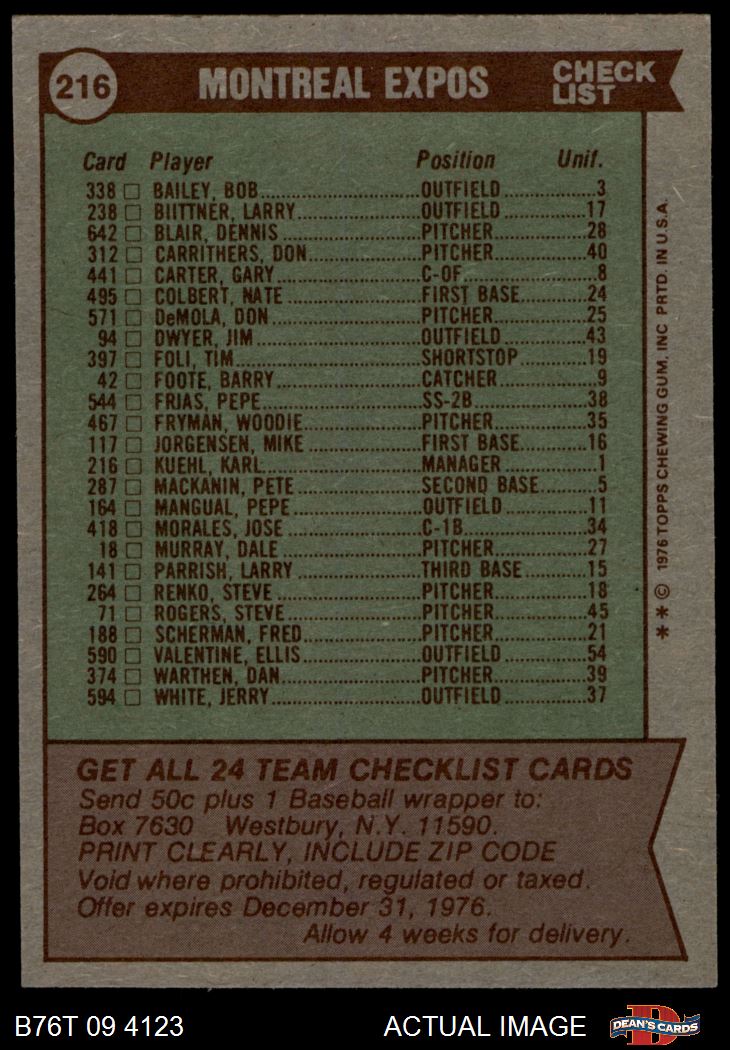 216 MONTREAL EXPOS CHECK LIST
Card Player Position Unif.
338 □ BAILEY, BOB OUTFIELD 3
238 □ BIITTNER, LARRY OUTFIELD 17
642 □ BLAIR, DENNIS PITCHER 28
312 □ CARRITHERS, DON PITCHER 40
441 □ CARTER, GARY C-OF 8
495 □ COLBERT, NATE FIRST BASE 24
571 □ DeMOLA, DON PITCHER 25
94 □ DWYER, JIM OUTFIELD 43
397 □ FOLI, TIM SHORTSTOP 19
42 □ FOOTE, BARRY CATCHER 9
544 □ FRIAS, PEPE SS-2B 38
467 □ FRYMAN, WOODIE PITCHER 35
117 □ JORGENSEN, MIKE FIRST BASE 16
216 □ KUEHL, KARL MANAGER 1
287 □ MACKANIN, PETE SECOND BASE 5
164 □ MANGUAL, PEPE OUTFIELD 11
418 □ MORALES, JOSE C-1B 34
18 □ MURRAY, DALE PITCHER 27
141 □ PARRISH, LARRY THIRD BASE 15
264 □ RENKO, STEVE PITCHER 18
71 □ ROGERS, STEVE PITCHER 45
188 □ SCHERMAN, FRED PITCHER 21
590 □ VALENTINE, ELLIS OUTFIELD 54
374 □ WARTHEN, DAN PITCHER 39
594 □ WHITE, JERRY OUTFIELD 37
* * © 1976 TOPPS CHEWING GUM, INC PRTD. IN U.S.A.
GET ALL 24 TEAM CHECKLIST CARDS
Send 50c plus 1 Baseball wrapper to:
Box 7630 Westbury, N.Y. 11590.
PRINT CLEARLY, INCLUDE ZIP CODE
Void where prohibited, regulated or taxed.
Offer expires December 31, 1976.
Allow 4 weeks for delivery.
B76T 09 4123 ACTUAL IMAGE D DEAN'S CARDS